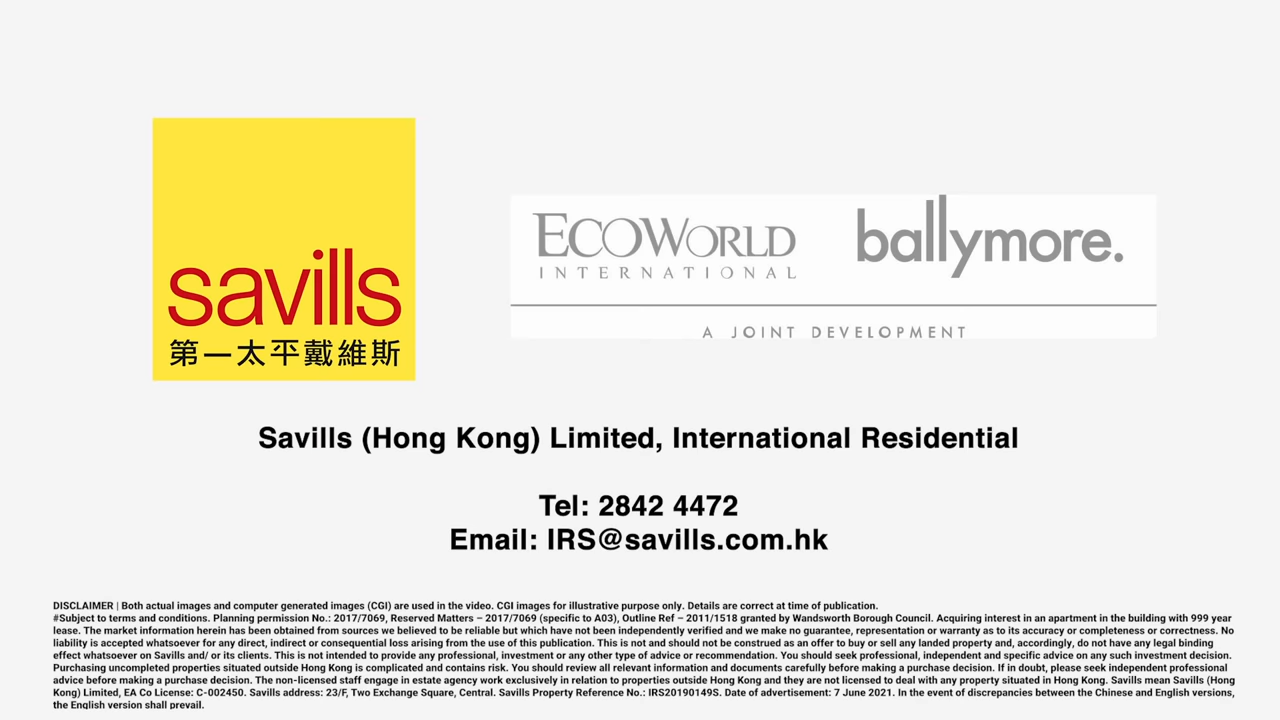 savills
第一太平戴維斯
ECOWORLD
INTERNATIONAL
ballymore.
A JOINT DEVELOPMENT
Savills (Hong Kong) Limited, International Residential
Tel: 2842 4472
Email: IRS@savills.com.hk
DISCLAIMER | Both actual images and computer generated images (CGI) are used in the video. CGI images for illustrative purpose only. Details are correct at time of publication.
#Subject to terms and conditions. Planning permission No.: 2017/7069, Reserved Matters – 2017/7069 (specific to A03), Outline Ref – 2011/1518 granted by Wandsworth Borough Council. Acquiring interest in an apartment in the building with 999 year
lease. The market information herein has been obtained from sources we believed to be reliable but which have not been independently verified and we make no guarantee, representation or warranty as to its accuracy or completeness or correctness. No
liability is accepted whatsoever for any direct, indirect or consequential loss arising from the use of this publication. This is not and should not be construed as an offer to buy or sell any landed property and, accordingly, do not have any legal binding
effect whatsoever on Savills and/ or its clients. This is not intended to provide any professional, investment or any other type of advice or recommendation. You should seek professional, independent and specific advice on any such investment decision.
Purchasing uncompleted properties situated outside Hong Kong is complicated and contains risk. You should review all relevant information and documents carefully before making a purchase decision. If in doubt, please seek independent professional
advice before making a purchase decision. The non-licensed staff engage in estate agency work exclusively in relation to properties outside Hong Kong and they are not licensed to deal with any property situated in Hong Kong. Savills mean Savills (Hong
Kong) Limited, EA Co License: C-002450. Savills address: 23/F, Two Exchange Square, Central. Savills Property Reference No.: IRS20190149S. Date of advertisement: 7 June 2021. In the event of discrepancies between the Chinese and English versions,
the English version shall prevail.